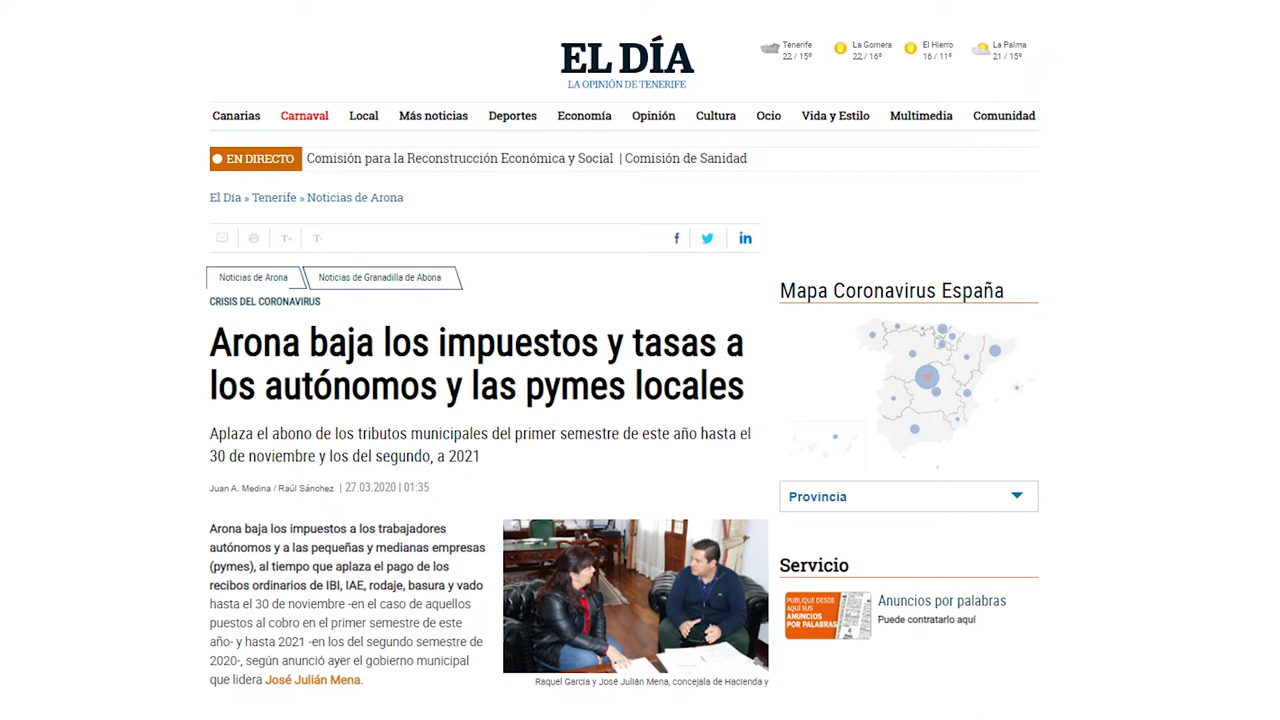 EL DÍA
LA OPINIÓN DE TENERIFE
Tenerife
22 / 15º
La Gomera
22 / 16º
El Hierro
16 / 11º
La Palma
21 / 15º
Canarias Carnaval Local Más noticias Deportes Economía Opinión Cultura Ocio Vida y Estilo Multimedia Comunidad
EN DIRECTO Comisión para la Reconstrucción Económica y Social | Comisión de Sanidad
El Día » Tenerife » Noticias de Arona
T+ T-
f in
Noticias de Arona Noticias de Granadilla de Abona
CRISIS DEL CORONAVIRUS
Arona baja los impuestos y tasas a
los autónomos y las pymes locales
Aplaza el abono de los tributos municipales del primer semestre de este año hasta el
30 de noviembre y los del segundo, a 2021
Juan A. Medina / Raúl Sánchez | 27.03.2020 | 01:35
Arona baja los impuestos a los trabajadores
autónomos y a las pequeñas y medianas empresas
(pymes), al tiempo que aplaza el pago de los
recibos ordinarios de IBI, IAE, rodaje, basura y vado
hasta el 30 de noviembre -en el caso de aquellos
puestos al cobro en el primer semestre de este
año- y hasta 2021 -en los del segundo semestre de
2020-, según anunció ayer el gobierno municipal
que lidera José Julián Mena.
Raquel García y José Julián Mena, concejala de Hacienda y
Mapa Coronavirus España
Provincia
Servicio
PUBLIQUE DESDE
AQUÍ SUS
ANUNCIOS
POR PALABRAS
Anuncios por palabras
Puede contratarlo aquí